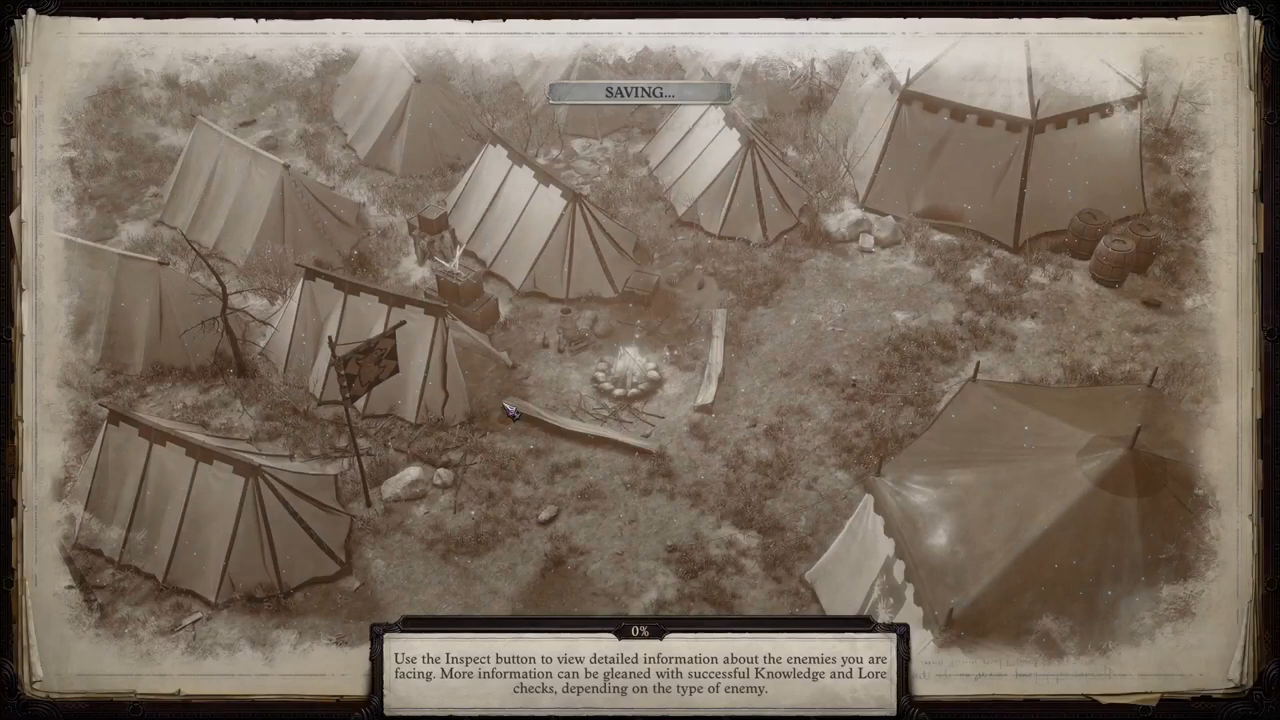 SAVING...
0%
Use the Inspect button to view detailed information about the enemies you are
facing. More information can be gleaned with successful Knowledge and Lore
checks, depending on the type of enemy.